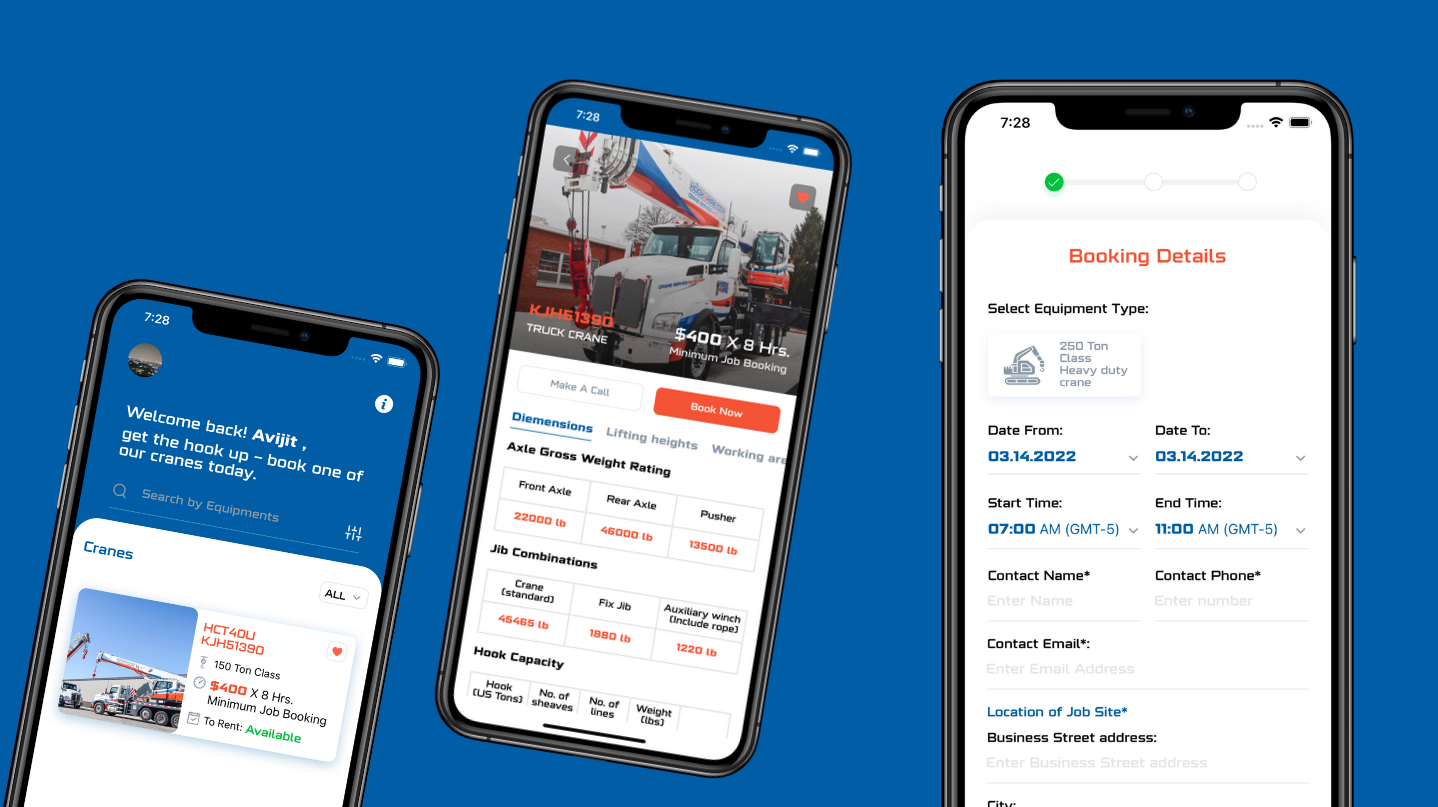 7:28
Welcome back! Avijit ,
get the hook up – book one of
our cranes today.
Search by Equipments
Cranes
ALL
HCT40U
KJH51390
150 Ton Class
$400 X 8 Hrs.
Minimum Job Booking
To Rent: Available
7:28
KJH51390
TRUCK CRANE
$400 X 8 Hrs.
Minimum Job Booking
Make A Call
Book Now
Diemensions
Lifting heights
Working are
Axle Gross Weight Rating
Front Axle
Rear Axle
Pusher
22000 lb
46000 lb
13500 lb
Jib Combinations
Crane
(standard)
Fix Jib
Auxiliary winch
(Include rope)
45465 lb
1880 lb
1220 lb
Hook Capacity
Hook
(US Tons)
No. of
sheaves
No. of
lines
Weight
(lbs)
7:28
Booking Details
Select Equipment Type:
250 Ton
Class
Heavy duty
crane
Date From:
Date To:
03.14.2022
03.14.2022
Start Time:
End Time:
07:00 AM (GMT-5)
11:00 AM (GMT-5)
Contact Name*
Contact Phone*
Enter Name
Enter number
Contact Email*:
Enter Email Address
Location of Job Site*
Business Street address:
Enter Business Street address
City: